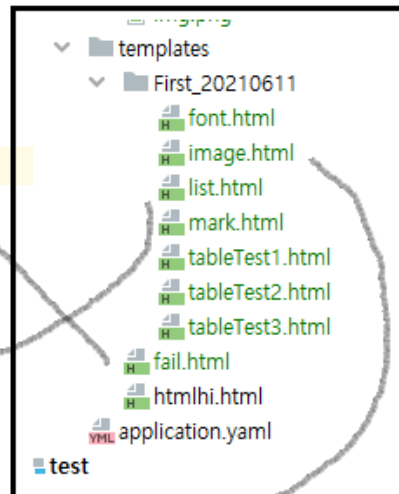 templates
First_20210611
H font.html
H image.html
H list.html
H mark.html
H tableTest1.html
H tableTest2.html
H tableTest3.html
H fail.html
H htmlhi.html
YML application.yaml
test